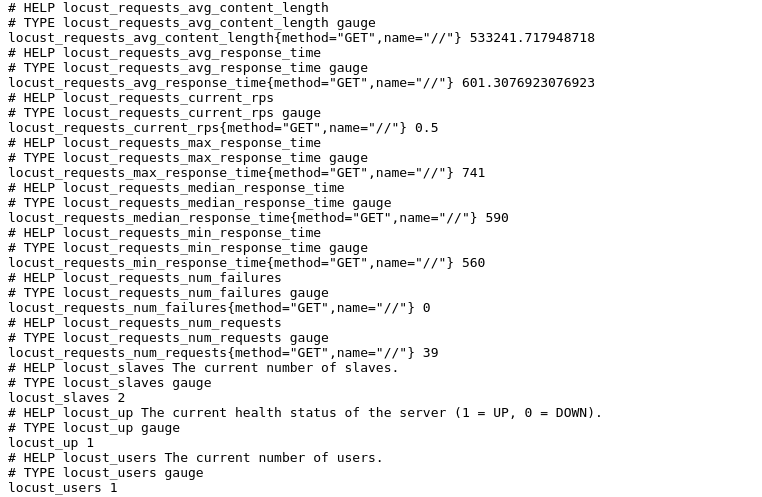 # HELP locust_requests_avg_content_length
# TYPE locust_requests_avg_content_length gauge
locust_requests_avg_content_length{method="GET",name="//"} 533241.717948718
# HELP locust_requests_avg_response_time
# TYPE locust_requests_avg_response_time gauge
locust_requests_avg_response_time{method="GET",name="//"} 601.3076923076923
# HELP locust_requests_current_rps
# TYPE locust_requests_current_rps gauge
locust_requests_current_rps{method="GET",name="//"} 0.5
# HELP locust_requests_max_response_time
# TYPE locust_requests_max_response_time gauge
locust_requests_max_response_time{method="GET",name="//"} 741
# HELP locust_requests_median_response_time
# TYPE locust_requests_median_response_time gauge
locust_requests_median_response_time{method="GET",name="//"} 590
# HELP locust_requests_min_response_time
# TYPE locust_requests_min_response_time gauge
locust_requests_min_response_time{method="GET",name="//"} 560
# HELP locust_requests_num_failures
# TYPE locust_requests_num_failures gauge
locust_requests_num_failures{method="GET",name="//"} 0
# HELP locust_requests_num_requests
# TYPE locust_requests_num_requests gauge
locust_requests_num_requests{method="GET",name="//"} 39
# HELP locust_slaves The current number of slaves.
# TYPE locust_slaves gauge
locust_slaves 2
# HELP locust_up The current health status of the server (1 = UP, 0 = DOWN).
# TYPE locust_up gauge
locust_up 1
# HELP locust_users The current number of users.
# TYPE locust_users gauge
locust_users 1